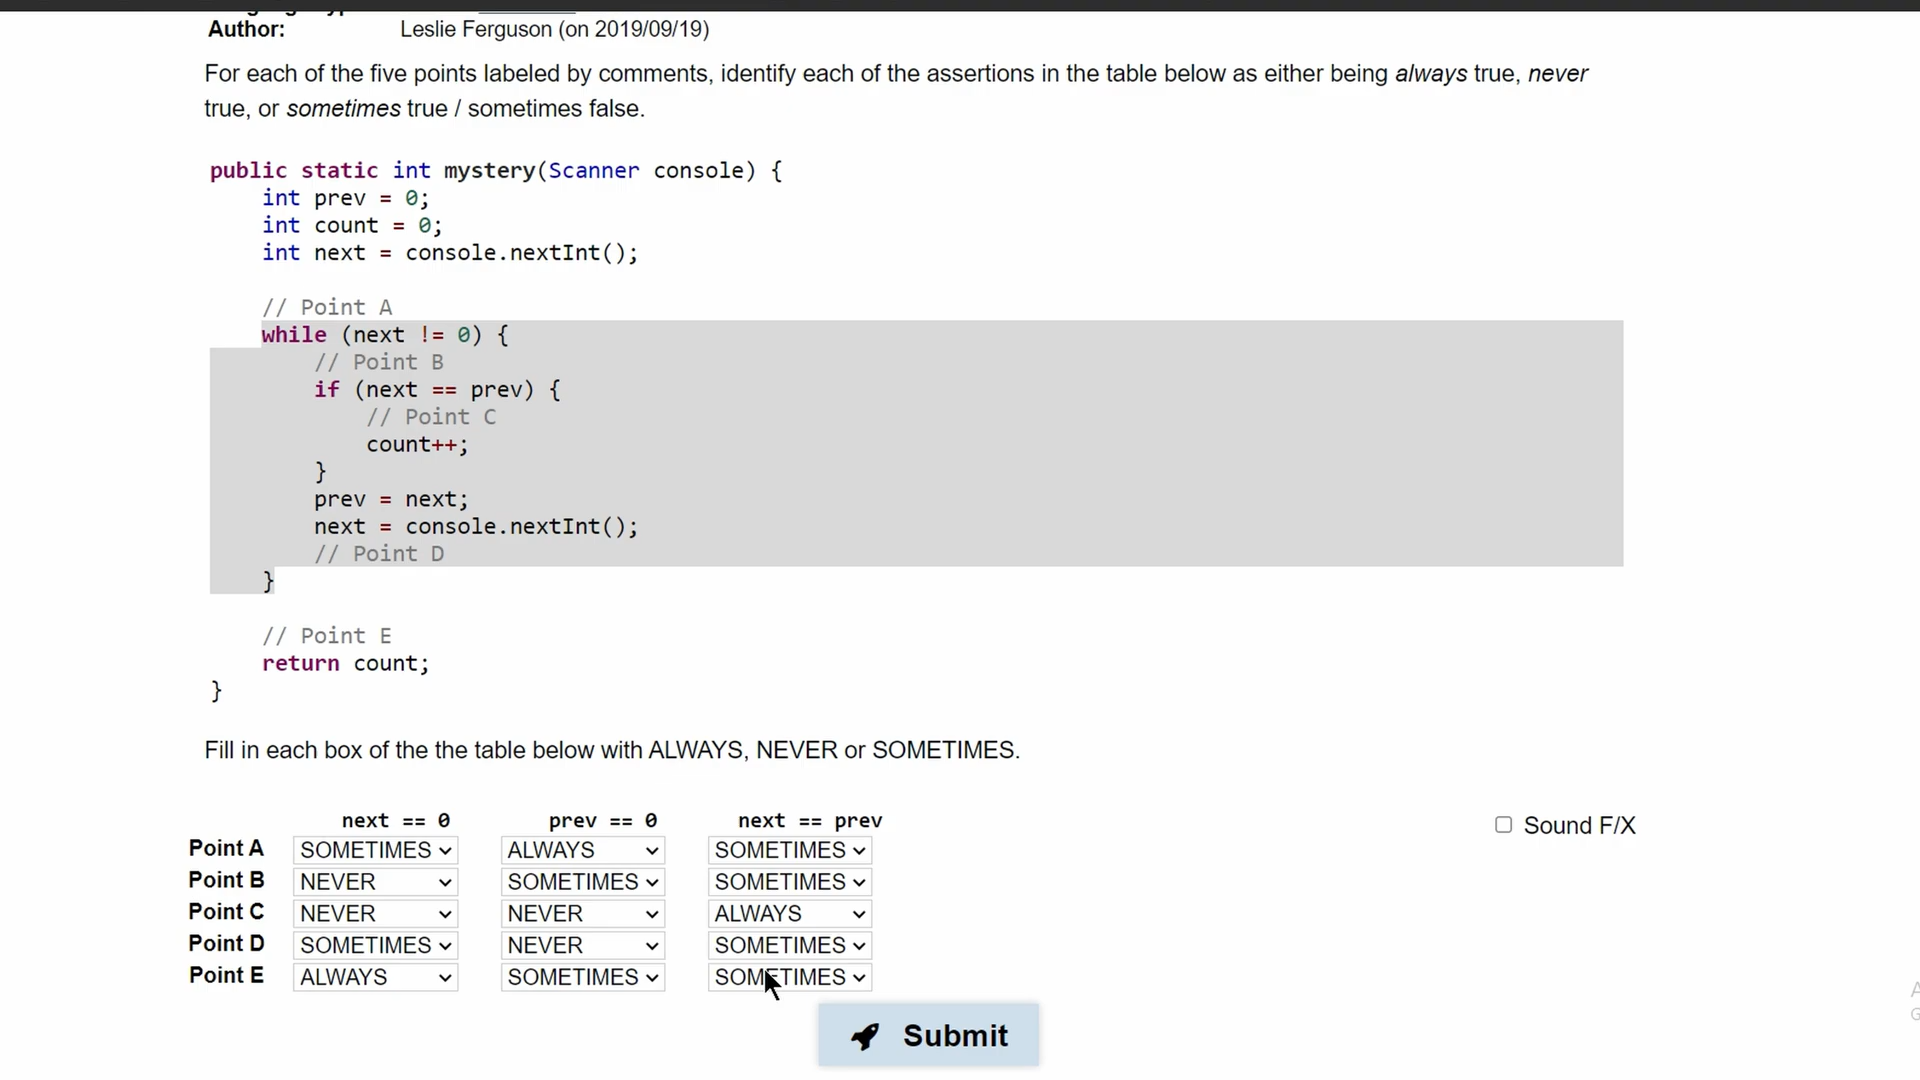 Author: Leslie Ferguson (on 2019/09/19)
For each of the five points labeled by comments, identify each of the assertions in the table below as either being always true, never
true, or sometimes true / sometimes false.
public static int mystery(Scanner console) {
    int prev = 0;
    int count = 0;
    int next = console.nextInt();
    // Point A
    while (next != 0) {
        // Point B
        if (next == prev) {
            // Point C
            count++;
        }
        prev = next;
        next = console.nextInt();
        // Point D
    }
    // Point E
    return count;
}
Fill in each box of the the table below with ALWAYS, NEVER or SOMETIMES.
next == 0 prev == 0 next == prev
Sound F/X
Point A SOMETIMES ALWAYS SOMETIMES
Point B NEVER SOMETIMES SOMETIMES
Point C NEVER NEVER ALWAYS
Point D SOMETIMES NEVER SOMETIMES
Point E ALWAYS SOMETIMES SOMETIMES
Submit